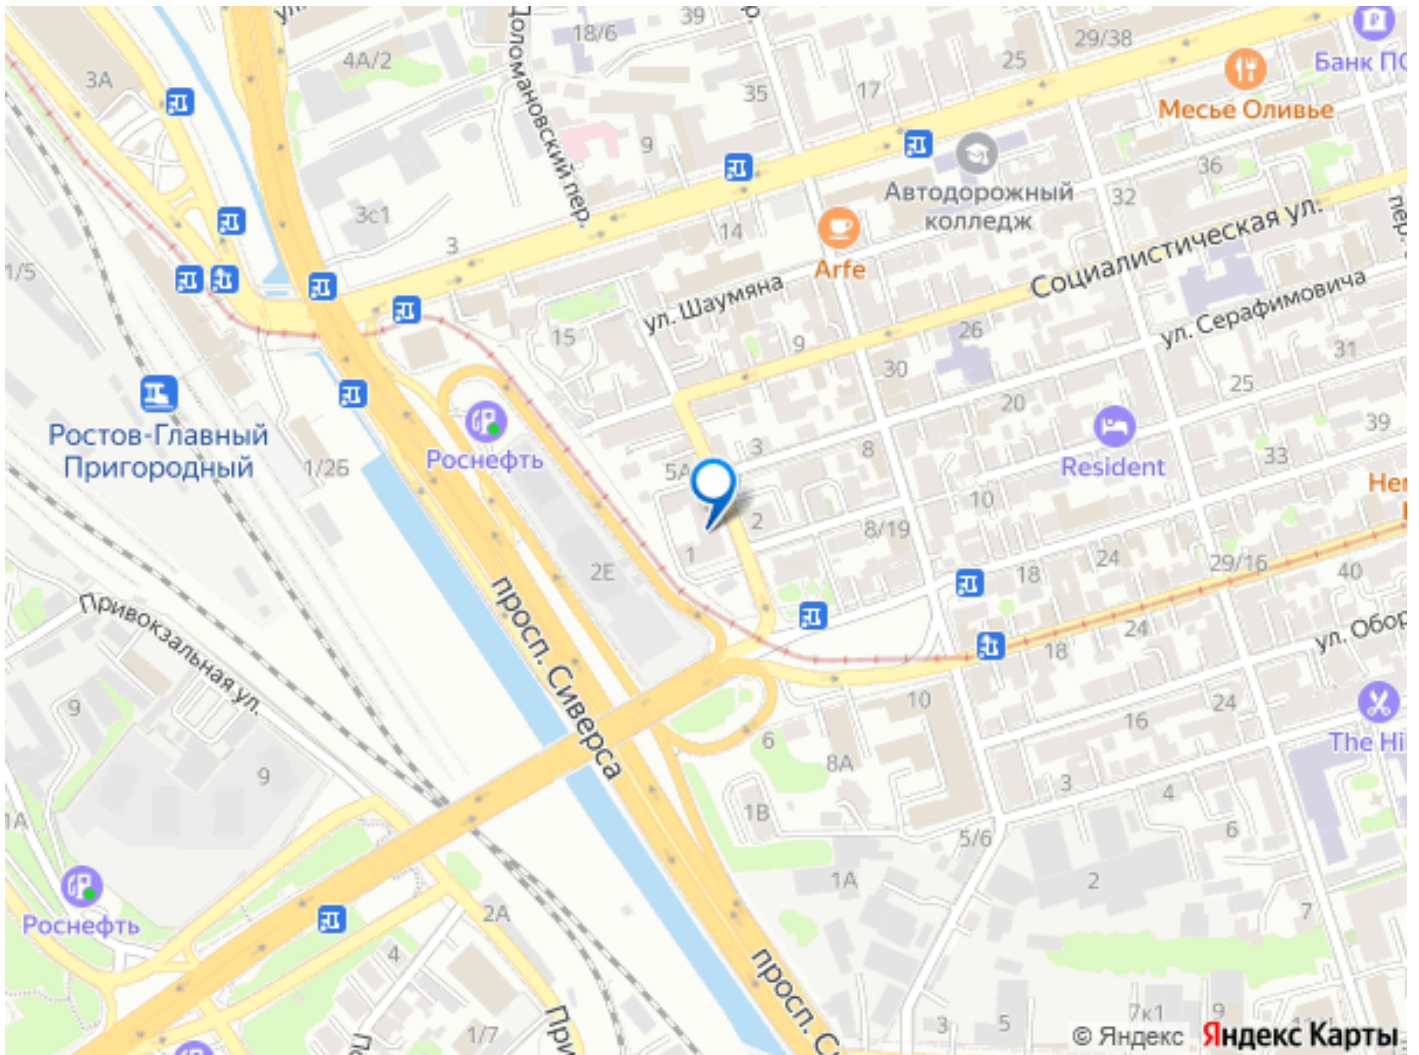 39
18/6
29/38
25
Банк ПО
4А/2
3А
Месье Оливье
17
35
Доломановский пер.
9
36
Автодорожный
колледж
32
3с1
14
3
Социалистическая ул.
пер.
1/5
Arfe
ул. Шаумяна
ул. Серафимовича
15
9
26
31
30
25
20
39
Ростов-Главный
Пригородный
Роснефть
1/2Б
3
8
5А
33
Resident
10
2
8/19
1
2Е
18
24
29/16
40
просп. Сиверса
Привокзальная ул.
24
18
ул. Обор
9
10
24
16
6
8А
The Hi
9
3
4
1В
6
5/6
1А
1А
2
Роснефть
2А
7
4
просп. С
При
1/7
3
5
7к1
9
© Яндекс
Яндекс Карты